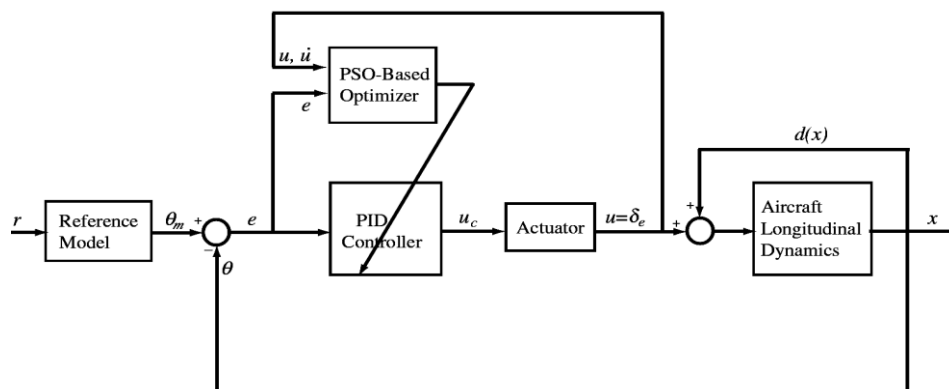 u, u̇
PSO-Based
Optimizer
e
d(x)
r
Reference
Model
θm
+
−
θ
e
PID
Controller
uc
Actuator
u=δe
+
+
Aircraft
Longitudinal
Dynamics
x